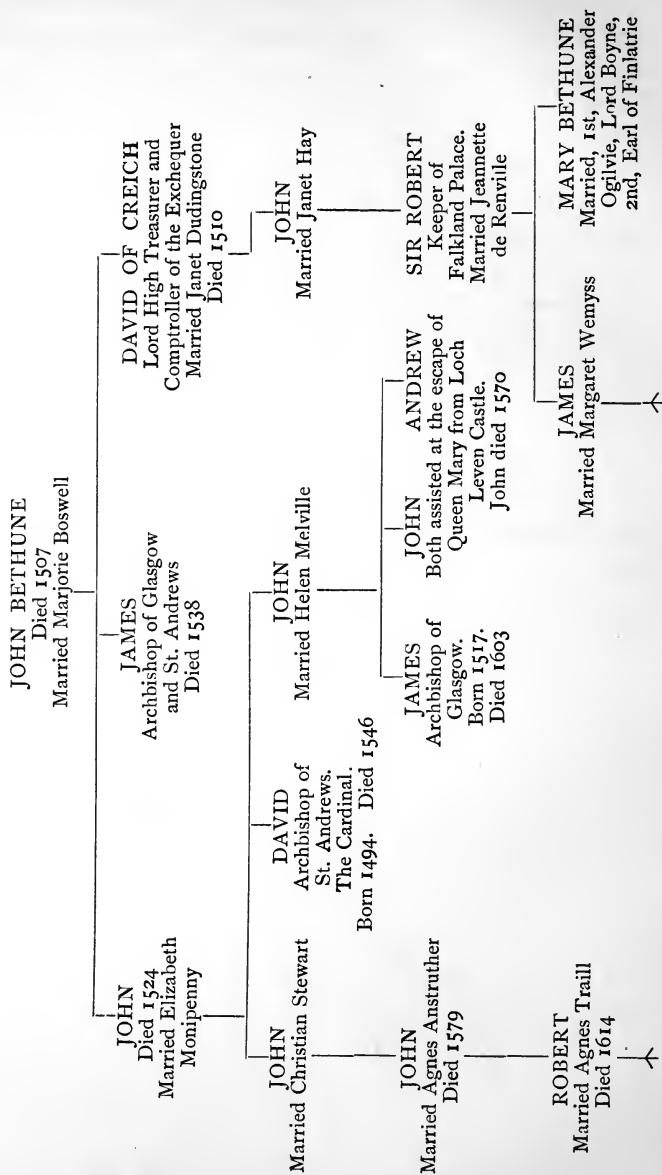 JOHN BETHUNE
Died 1507
Married Marjorie Boswell
JOHN
Died 1524
Married Elizabeth
Monipenny
JAMES
Archbishop of Glasgow
and St. Andrews
Died 1538
DAVID OF CREICH
Lord High Treasurer and
Comptroller of the Exchequer
Married Janet Dudingstone
Died 1510
JOHN
Married Christian Stewart
DAVID
Archbishop of
St. Andrews.
The Cardinal.
Born 1494. Died 1546
JOHN
Married Helen Melville
JOHN
Married Janet Hay
JOHN
Married Agnes Anstruther
Died 1579
JAMES
Archbishop of
Glasgow.
Born 1517.
Died 1603
JOHN ANDREW
Both assisted at the escape of
Queen Mary from Loch
Leven Castle.
John died 1570
SIR ROBERT
Keeper of
Falkland Palace.
Married Jeannette
de Renville
ROBERT
Married Agnes Traill
Died 1614
JAMES
Married Margaret Wemyss
MARY BETHUNE
Married, 1st, Alexander
Ogilvie, Lord Boyne,
2nd, Earl of Finlatrie